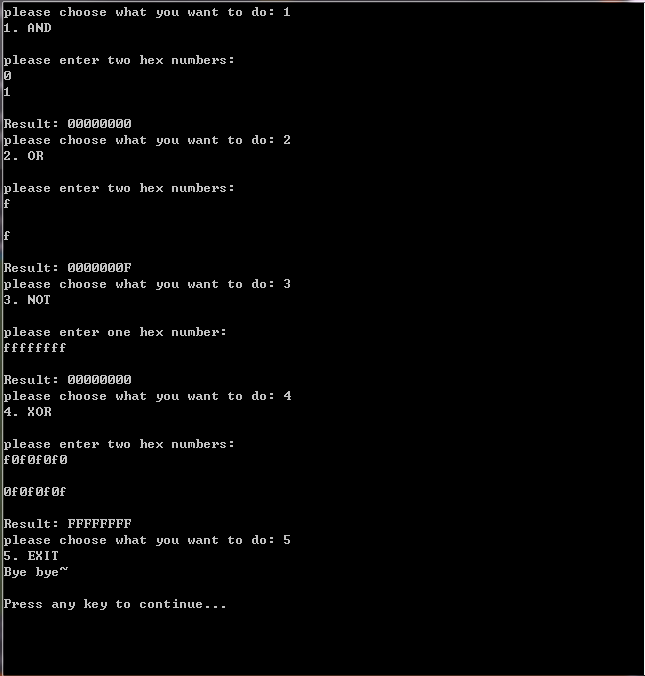 please choose what you want to do: 1
1. AND
please enter two hex numbers:
0
1
Result: 00000000
please choose what you want to do: 2
2. OR
please enter two hex numbers:
f
f
Result: 0000000F
please choose what you want to do: 3
3. NOT
please enter one hex number:
ffffffff
Result: 00000000
please choose what you want to do: 4
4. XOR
please enter two hex numbers:
f0f0f0f0
0f0f0f0f
Result: FFFFFFFF
please choose what you want to do: 5
5. EXIT
Bye bye~
Press any key to continue...